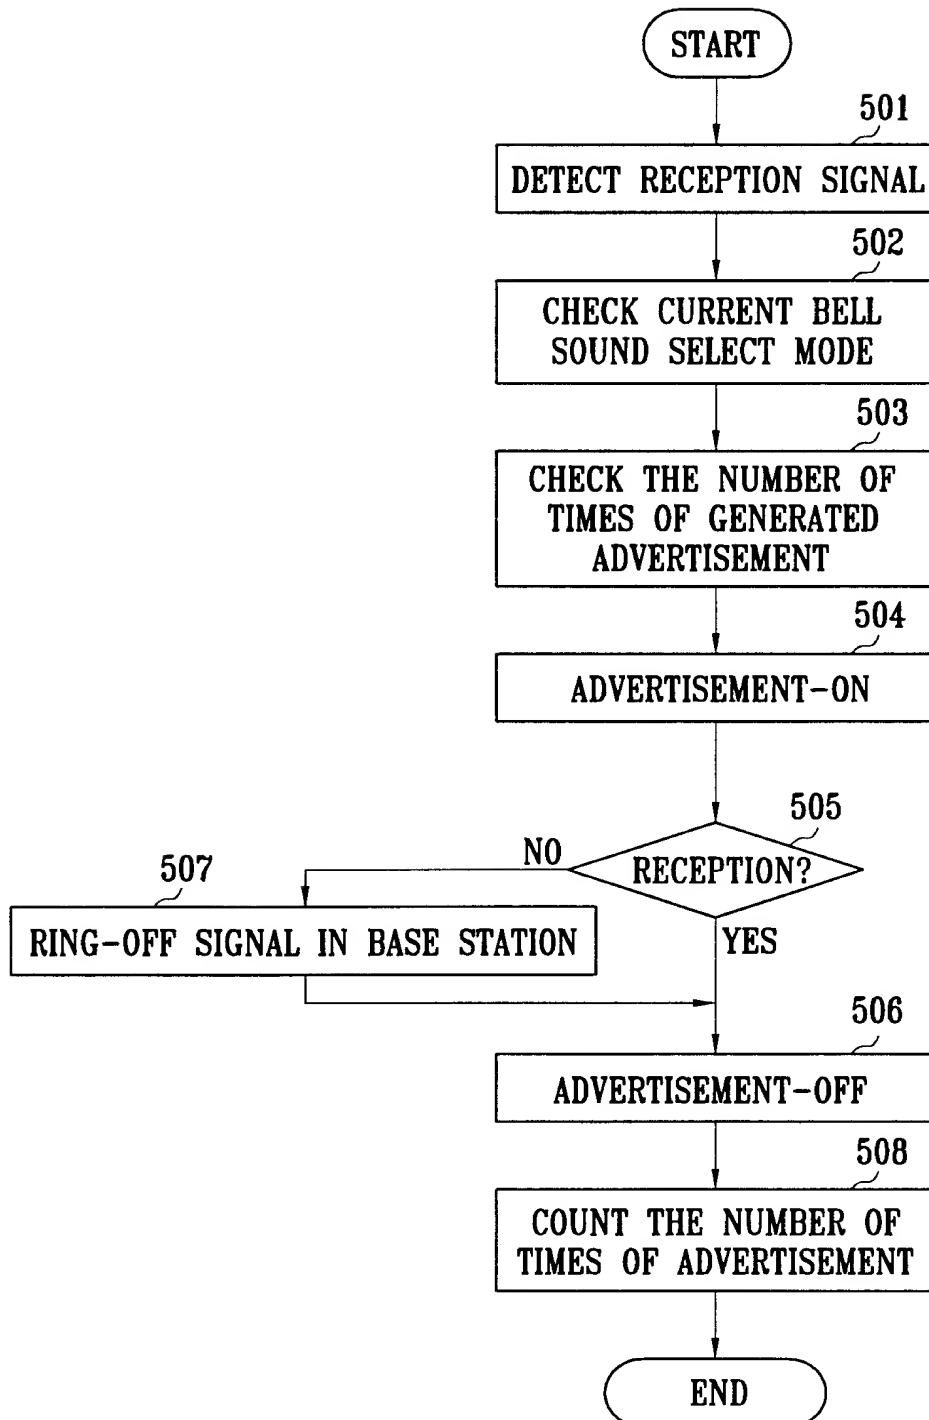 START
501
DETECT RECEPTION SIGNAL
502
CHECK CURRENT BELL
SOUND SELECT MODE
503
CHECK THE NUMBER OF
TIMES OF GENERATED
ADVERTISEMENT
504
ADVERTISEMENT-ON
505
NO
RECEPTION?
507
RING-OFF SIGNAL IN BASE STATION
YES
506
ADVERTISEMENT-OFF
508
COUNT THE NUMBER OF
TIMES OF ADVERTISEMENT
END